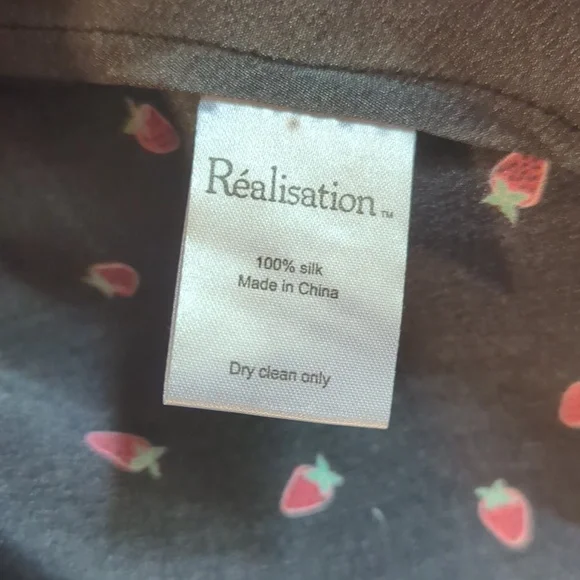 Réalisation™
100% silk
Made in China
Dry clean only